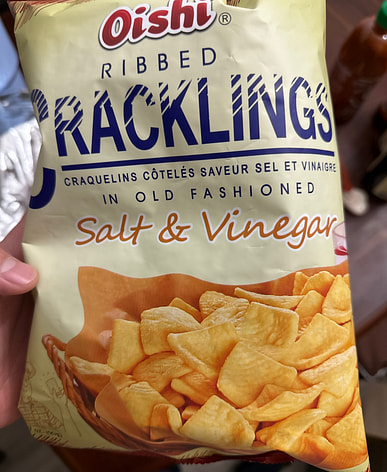 Oishi®
RIBBED
CRACKLINGS
CRAQUELINS CÔTELÉS SAVEUR SEL ET VINAIGRE
IN OLD FASHIONED
Salt & Vinegar